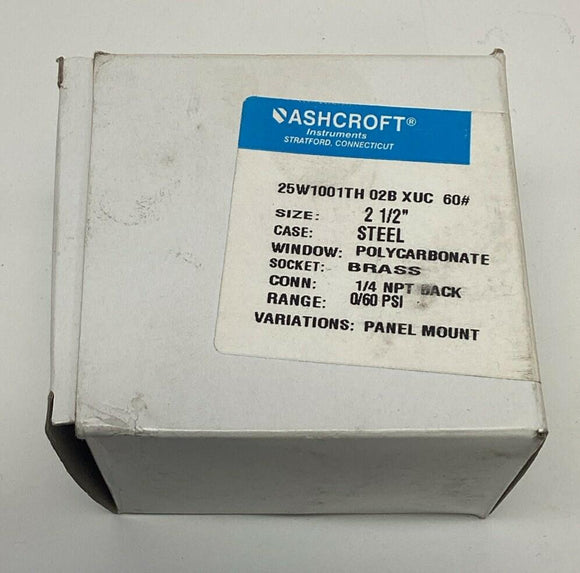 ASHCROFT®
Instruments
STRATFORD, CONNECTICUT
25W1001TH 02B XUC 60#
SIZE: 2 1/2"
CASE: STEEL
WINDOW: POLYCARBONATE
SOCKET: BRASS
CONN: 1/4 NPT BACK
RANGE: 0/60 PSI
VARIATIONS: PANEL MOUNT